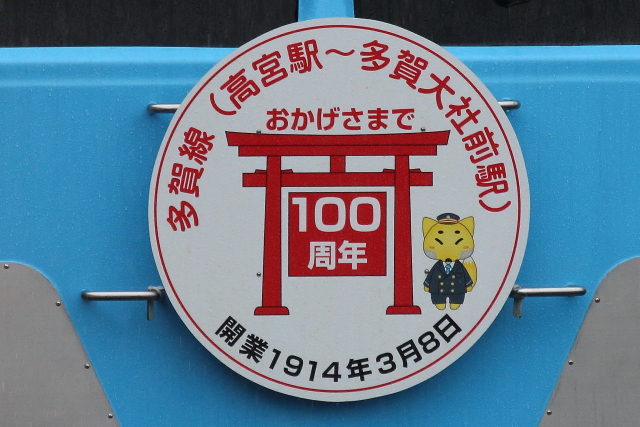 多賀線(高宮駅～多賀大社前駅)
おかげさまで
100
周年
開業1914年3月8日